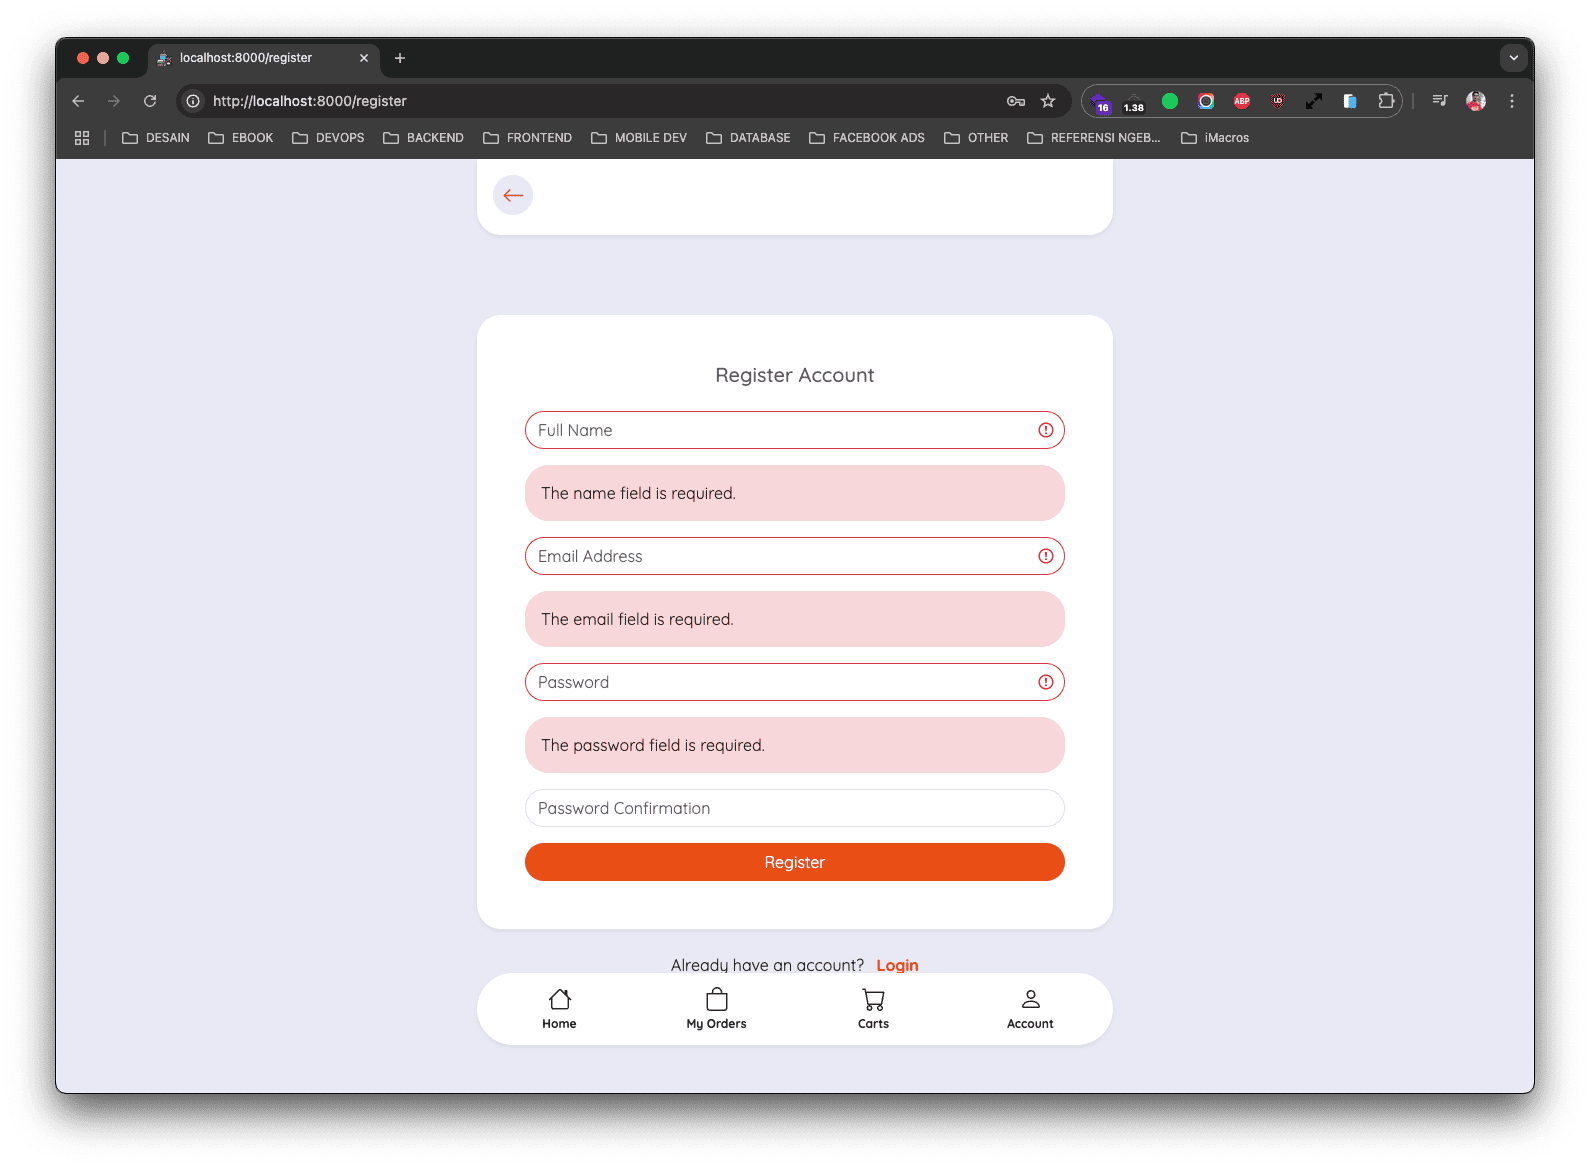 localhost:8000/register
http://localhost:8000/register
16
1.38
ABP
UD
DESAIN
EBOOK
DEVOPS
BACKEND
FRONTEND
MOBILE DEV
DATABASE
FACEBOOK ADS
OTHER
REFERENSI NGEB...
iMacros
Register Account
Full Name
The name field is required.
Email Address
The email field is required.
Password
The password field is required.
Password Confirmation
Register
Already have an account? Login
Home
My Orders
Carts
Account